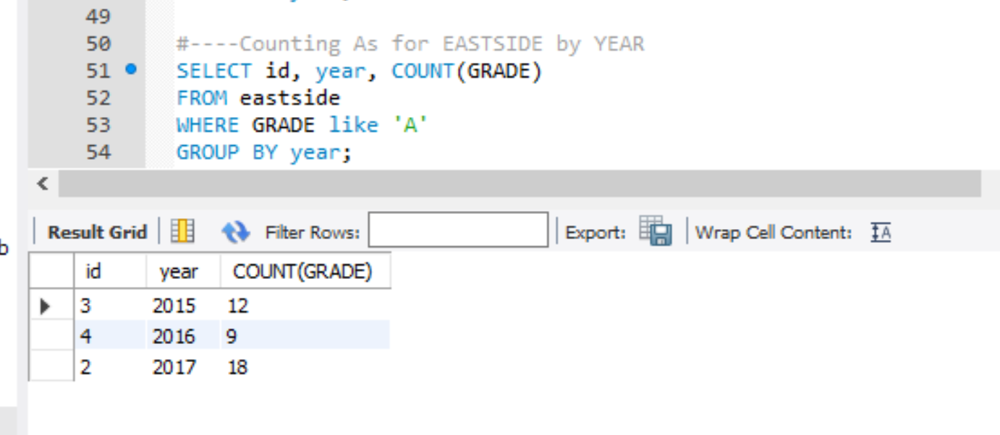 49
50 #----Counting As for EASTSIDE by YEAR
51 SELECT id, year, COUNT(GRADE)
52 FROM eastside
53 WHERE GRADE like 'A'
54 GROUP BY year;
Result Grid Filter Rows: Export: Wrap Cell Content: IA
b
id year COUNT(GRADE)
3 2015 12
4 2016 9
2 2017 18